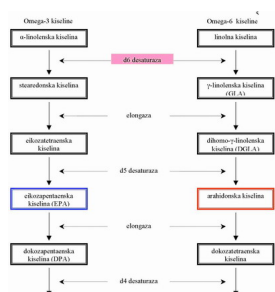 Omega-3 kiseline
Omega-6 kiseline
α-linolenska kiselina
linolna kiselina
d6 desaturaza
stearedonska kiselina
γ-linolenska kiselina
(GLA)
elongaza
eikozatetraenska
kiselina
dihomo-γ-linolenska
kiselina (DGLA)
d5 desaturaza
eikozapentaenska
kiselina (EPA)
arahidonska kiselina
elongaza
dokozapentaenska
kiselina (DPA)
dokozatetraenska
kiselina
d4 desaturaza